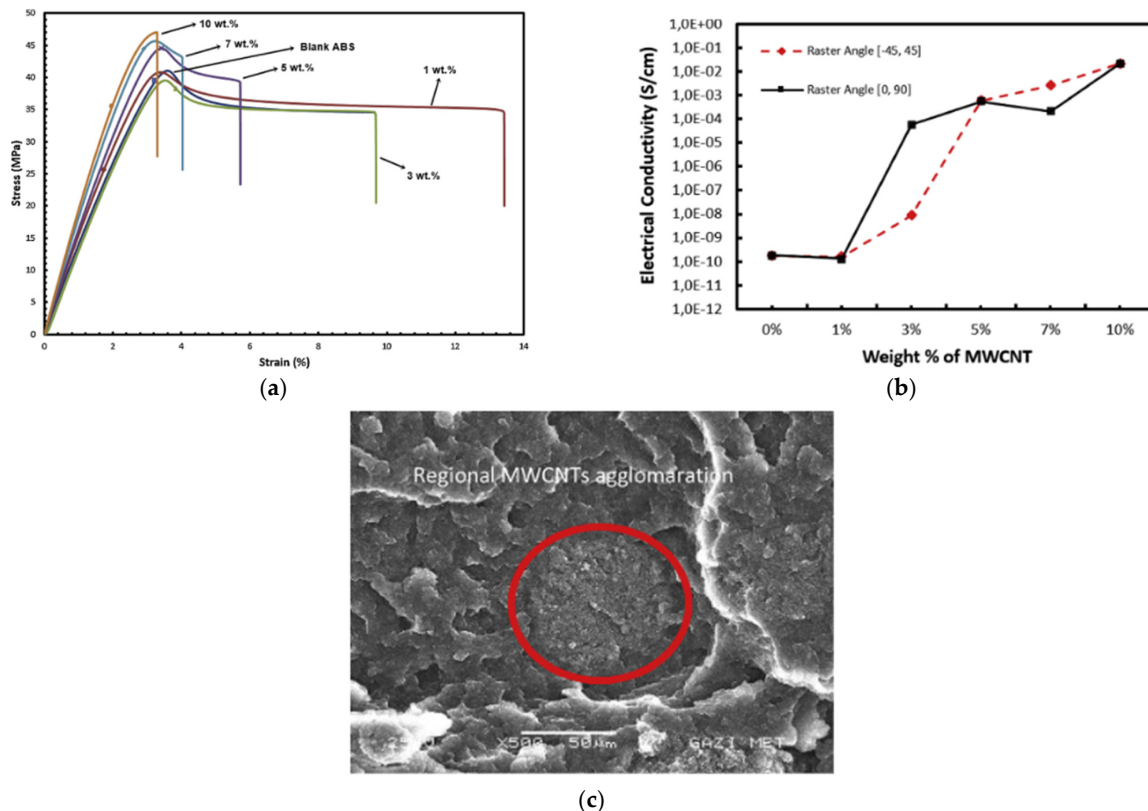 10 wt.%
7 wt.%
Blank ABS
5 wt.%
1 wt.%
3 wt.%
50
45
40
35
30
25
20
15
10
5
0
Stress (MPa)
0 2 4 6 8 10 12 14
Strain (%)
(a)
1,0E+00
1,0E-01
1,0E-02
1,0E-03
1,0E-04
1,0E-05
1,0E-06
1,0E-07
1,0E-08
1,0E-09
1,0E-10
1,0E-11
1,0E-12
Electrical Conductivity (S/cm)
Raster Angle [-45, 45]
Raster Angle [0, 90]
0% 1% 3% 5% 7% 10%
Weight % of MWCNT
(b)
Regional MWCNTs agglomaration
X500 50μm GAZI MET
(c)